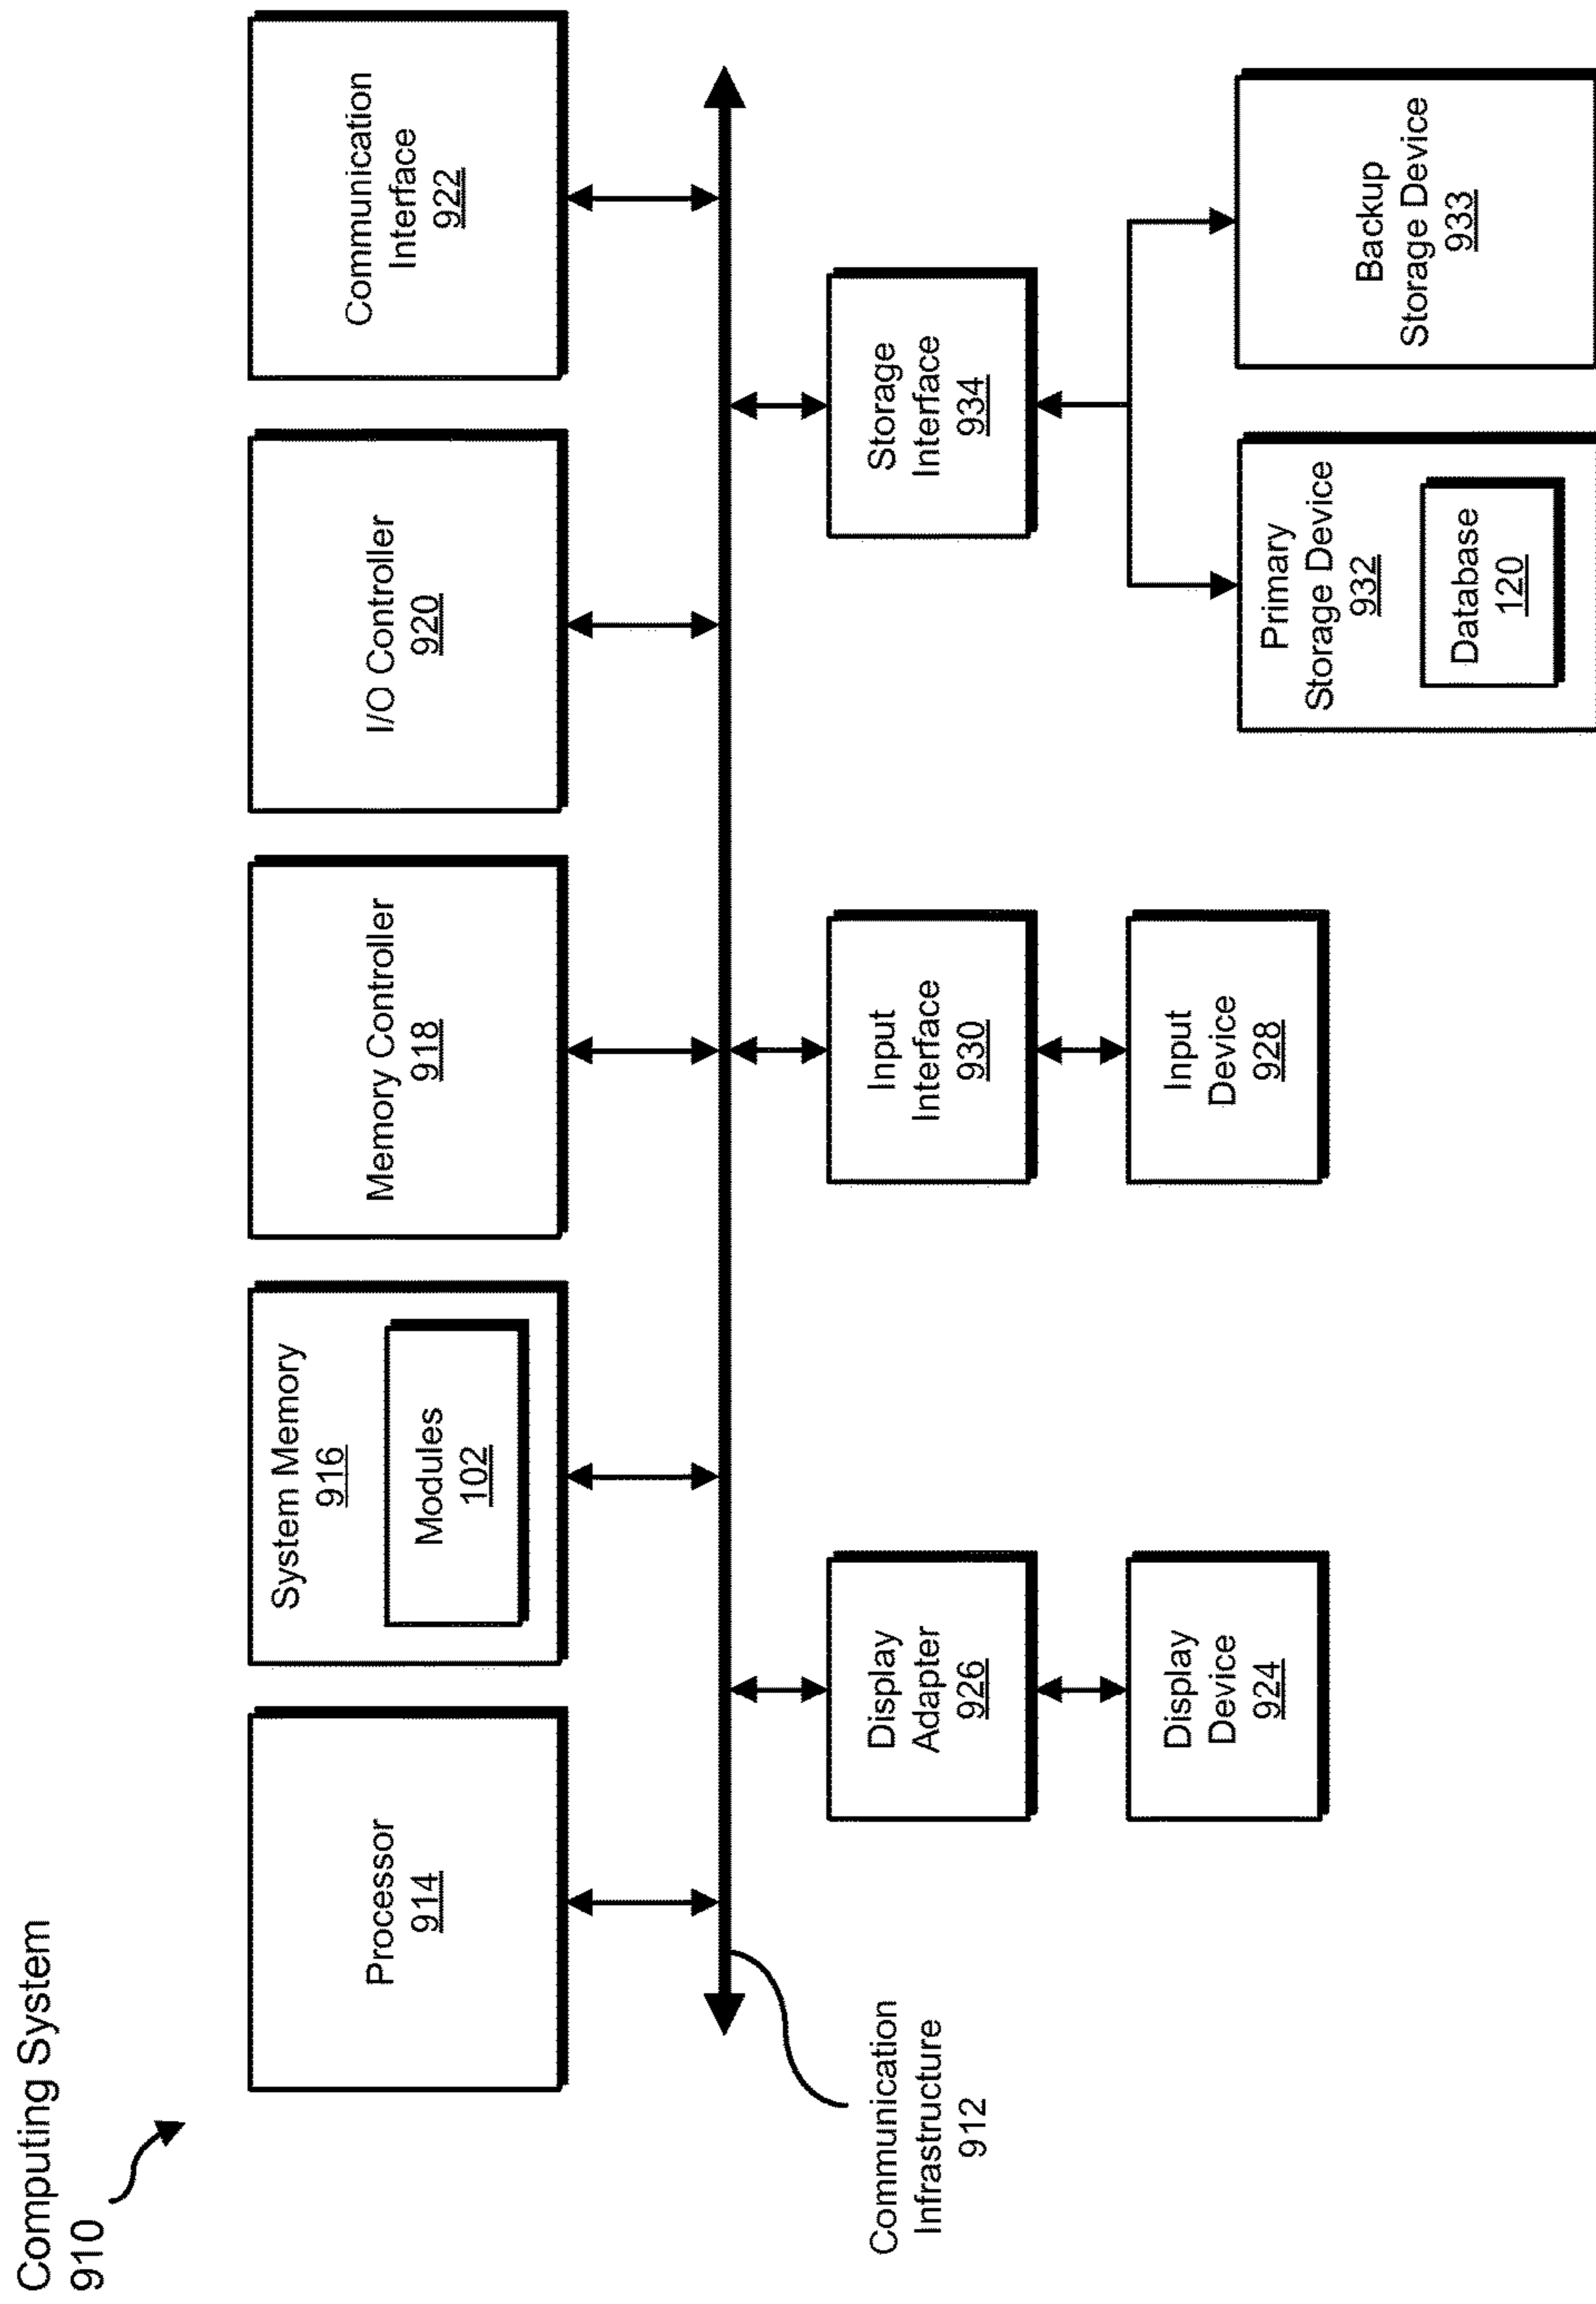 Computing System
910
Processor
914
System Memory
916
Modules
102
Memory Controller
918
I/O Controller
920
Communication
Interface
922
Communication
Infrastructure
912
Display
Adapter
926
Input
Interface
930
Storage
Interface
934
Display
Device
924
Input
Device
928
Primary
Storage Device
932
Database
120
Backup
Storage Device
933